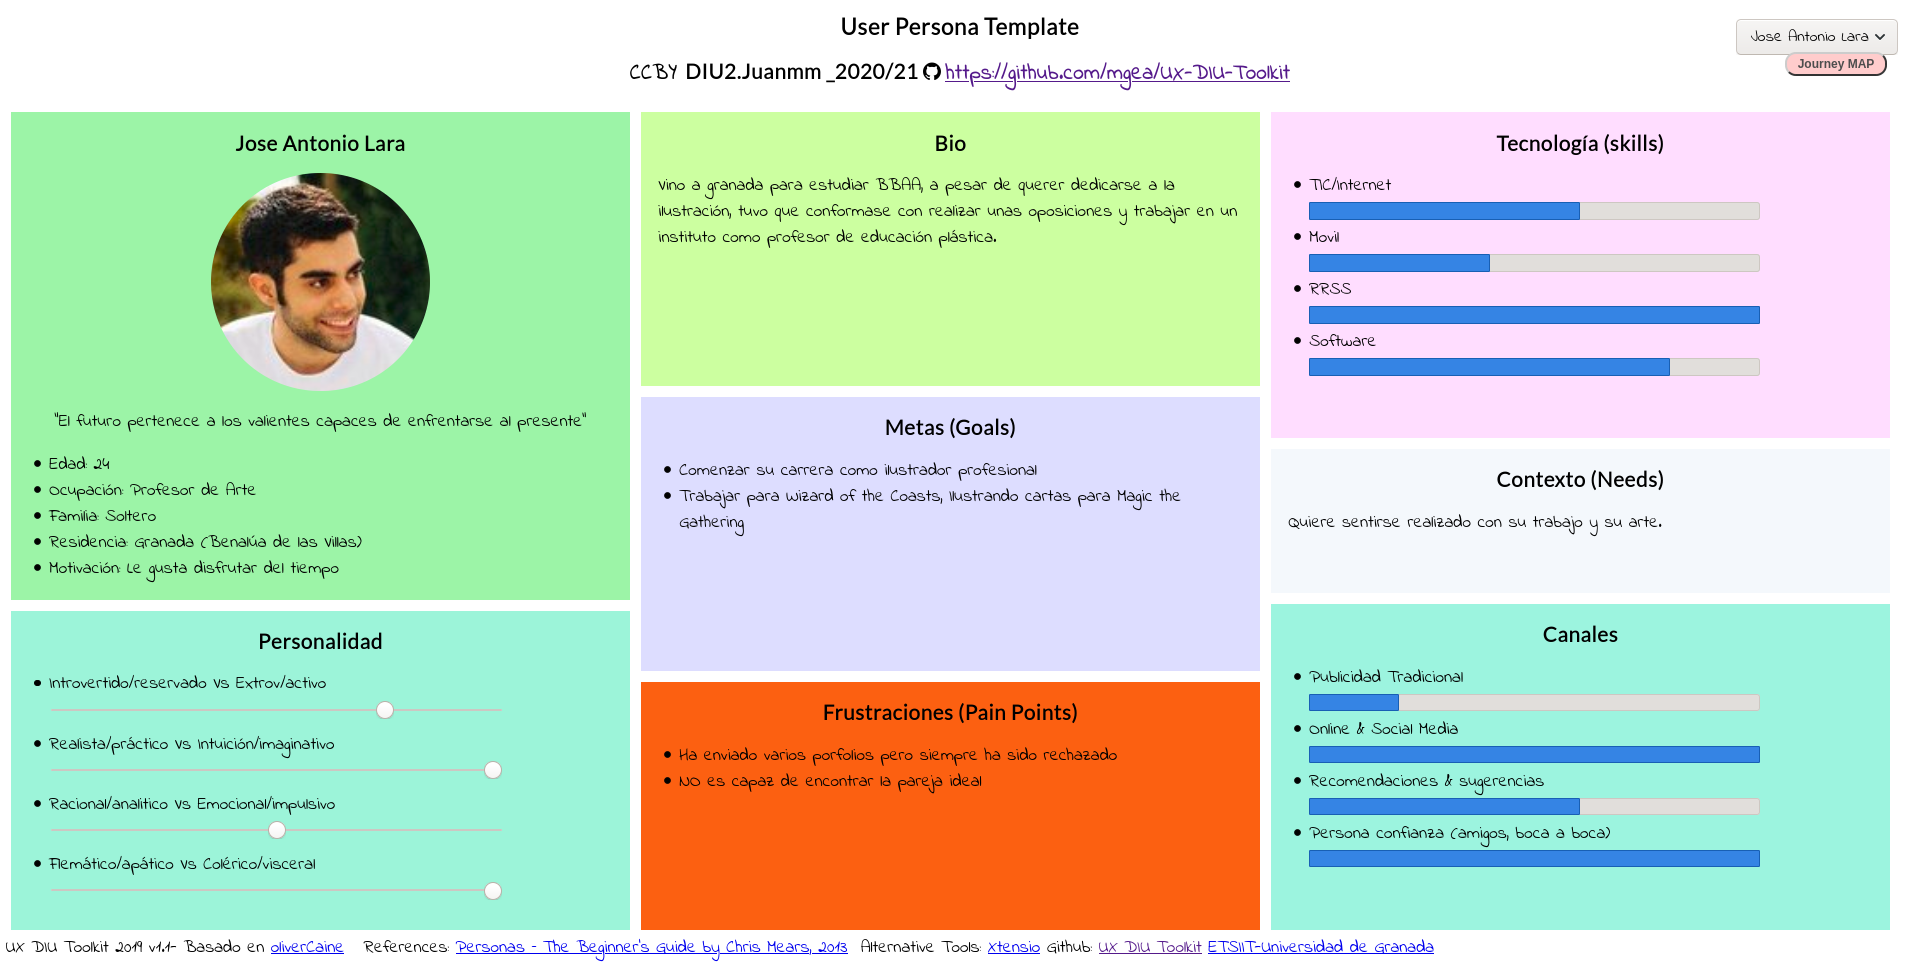 User Persona Template
Jose Antonio Lara
CCBY DIU2.Juanmm _2020/21 https://github.com/mgea/UX-DIU-Toolkit
Journey MAP
Jose Antonio Lara
"El futuro pertenece a los valientes capaces de enfrentarse al presente"
Edad: 24
Ocupación: Profesor de Arte
Familia: Soltero
Residencia: Granada (Benalúa de las Villas)
Motivación: Le gusta disfrutar del tiempo
Personalidad
Introvertido/reservado Vs Extrov/activo
Realista/práctico Vs Intuición/imaginativo
Racional/analitico Vs Emocional/impulsivo
Flemático/apático Vs Colérico/visceral
Bio
Vino a granada para estudiar BBAA, a pesar de querer dedicarse a la
ilustración, tuvo que conformase con realizar unas oposiciones y trabajar en un
instituto como profesor de educación plástica.
Metas (Goals)
Comenzar su carrera como ilustrador profesional
Trabajar para Wizard of the Coasts, Ilustrando cartas para Magic the
Gathering
Frustraciones (Pain Points)
Ha enviado varios porfolios pero siempre ha sido rechazado
NO es capaz de encontrar la pareja ideal
Tecnología (skills)
TIC/Internet
Movil
RRSS
Software
Contexto (Needs)
Quiere sentirse realizado con su trabajo y su arte.
Canales
Publicidad Tradicional
Online & Social Media
Recomendaciones & sugerencias
Persona confianza (amigos, boca a boca)
UX DIU Toolkit 2019 v1.1- Basado en oliverCaine References: Personas - The Beginner's Guide by Chris Mears, 2013 Alternative Tools: Xtensio Github: UX DIU Toolkit ETSIIT-Universidad de Granada